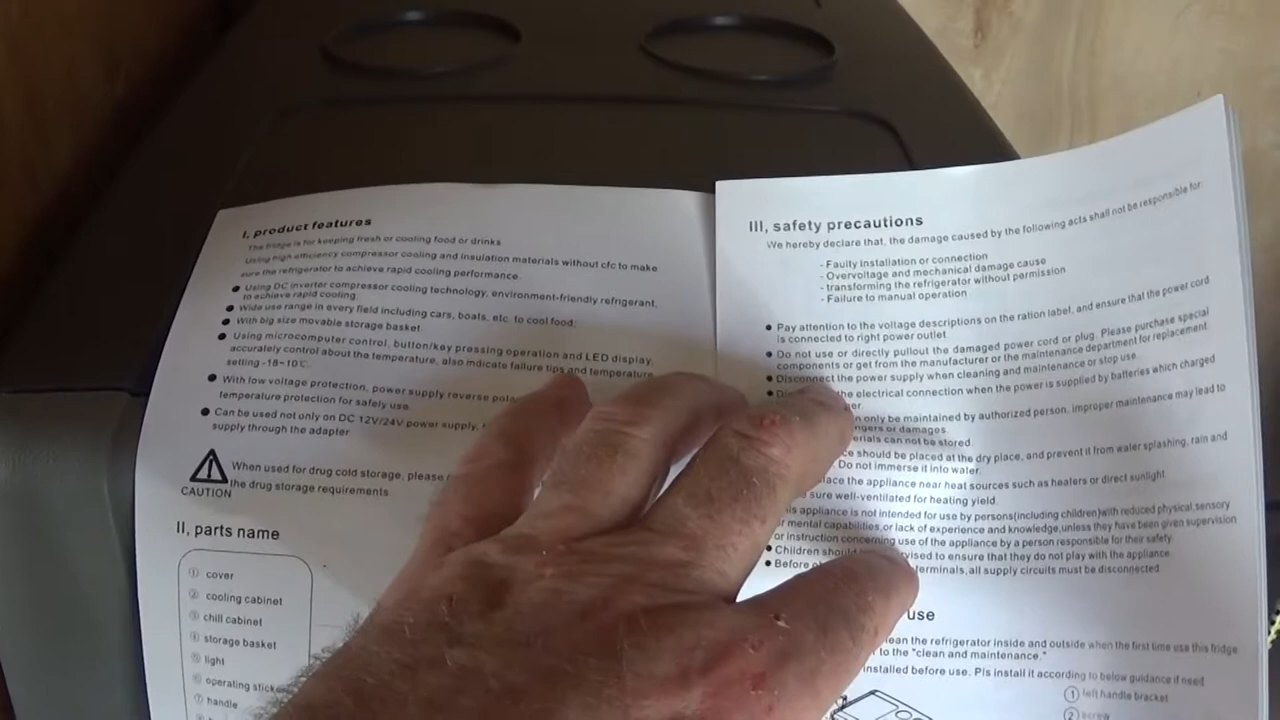 I, product features
The fridge is for keeping fresh or cooling food or drinks
Using high efficiency compressor cooling and insulation materials without cfc to make
sure the refrigerator to achieve rapid cooling performance.
● Using DC inverter compressor cooling technology, environment-friendly refrigerant,
to achieve rapid cooling.
● Wide use range in every field including cars, boats, etc. to cool food;
● With big size movable storage basket.
● Using microcomputer control, button/key pressing operation and LED display,
accurately control about the temperature, also indicate failure tips and temperature
setting -18~10℃.
● With low voltage protection, power supply reverse
temperature protection for safely use.
● Can be used not only on DC 12V/24V power supply,
supply through the adapter.
CAUTION
When used for drug cold storage, please
the drug storage requirements
II, parts name
① cover
② cooling cabinet
③ chill cabinet
④ storage basket
⑤ light
⑥ operating
⑦ handle
III, safety precautions
We hereby declare that, the damage caused by the following acts shall not be responsible for
- Faulty installation or connection
- Overvoltage and mechanical damage cause
- transforming the refrigerator without permission
- Failure to manual operation
● Pay attention to the voltage descriptions on the ration label, and ensure that the power cord
is connected to right power outlet
● Do not use or directly pullout the damaged power cord or plug. Please purchase special
components or get from the manufacturer or the maintenance department for replacement.
● Disconnect the power supply when cleaning and maintenance or stop use.
● the electrical connection when the power is supplied by batteries which charged
only be maintained by authorized person, improper maintenance may lead to
or damages.
can not be stored.
should be placed at the dry place, and prevent it from water splashing, rain and
. Do not immerse it into water.
the appliance near heat sources such as heaters or direct sunlight
sure well-ventilated for heating yield.
appliance is not intended for use by persons(including children)with reduced physical,sensory
or mental capabilities,or lack of experience and knowledge,unless they have been given supervision
or instruction concerning use of the appliance by a person responsible for their safety.
● Children should to ensure that they do not play with the appliance
● Before terminals,all supply circuits must be disconnected
use
the refrigerator inside and outside when the first time use this fridge.
to the "clean and maintenance."
installed before use. Pls install it according to below guidance if need
① left handle bracket
② screw